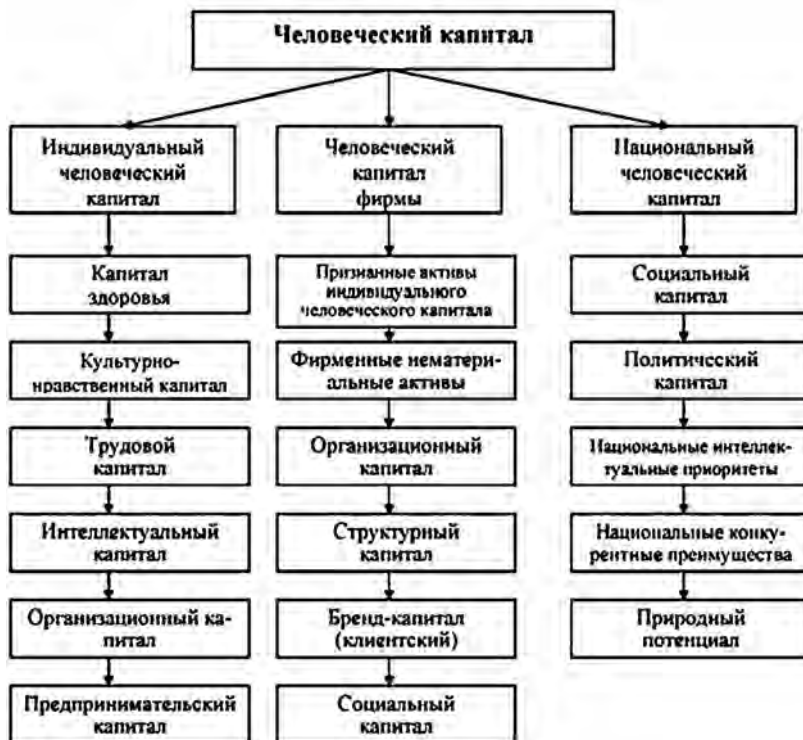 Человеческий капитал
Индивидуальный
человеческий
капитал
Капитал
здоровья
Культурно-
нравственный капитал
Трудовой
капитал
Интеллектуальный
капитал
Организационный ка-
питал
Предпринимательский
капитал
Человеческий
капитал
фирмы
Признанные активы
индивидуального
человеческого капитала
Фирменные нематери-
альные активы
Организационный
капитал
Структурный
капитал
Бренд-капитал
(клиентский)
Социальный
капитал
Национальный
человеческий
капитал
Социальный
капитал
Политический
капитал
Национальные интеллек-
туальные приоритеты
Национальные конку-
рентные преимущества
Природный
потенциал